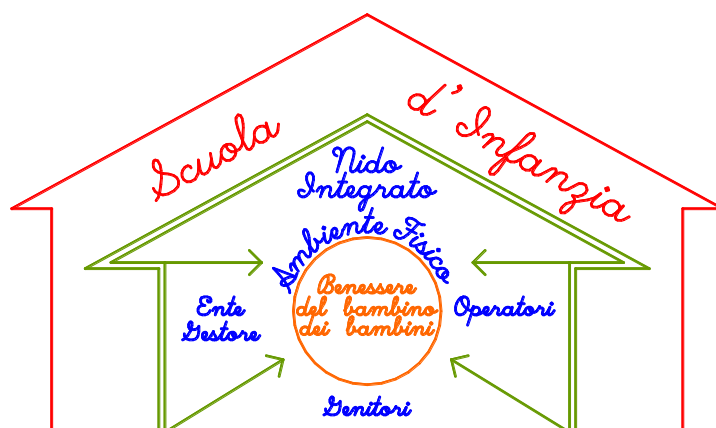 Scuola d' Infanzia
Nido
Integrato
Ambiente Fisico
Benessere
del bambino
dei bambini
Ente
Gestore
Operatori
Genitori